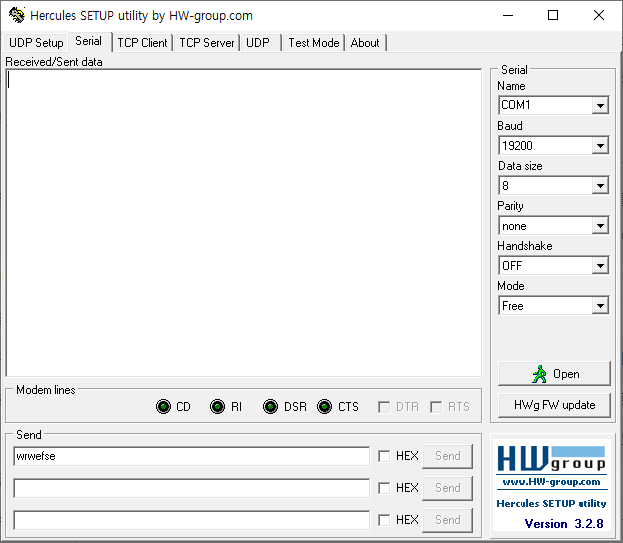 Hercules SETUP utility by HW-group.com
UDP Setup Serial TCP Client TCP Server UDP Test Mode About
Received/Sent data
Serial
Name
COM1
Baud
19200
Data size
8
Parity
none
Handshake
OFF
Mode
Free
Open
HWg FW update
Modem lines
CD RI DSR CTS DTR RTS
Send
wrwefse HEX Send
HEX Send
HEX Send
HWgroup
www.HW-group.com
Hercules SETUP utility
Version 3.2.8